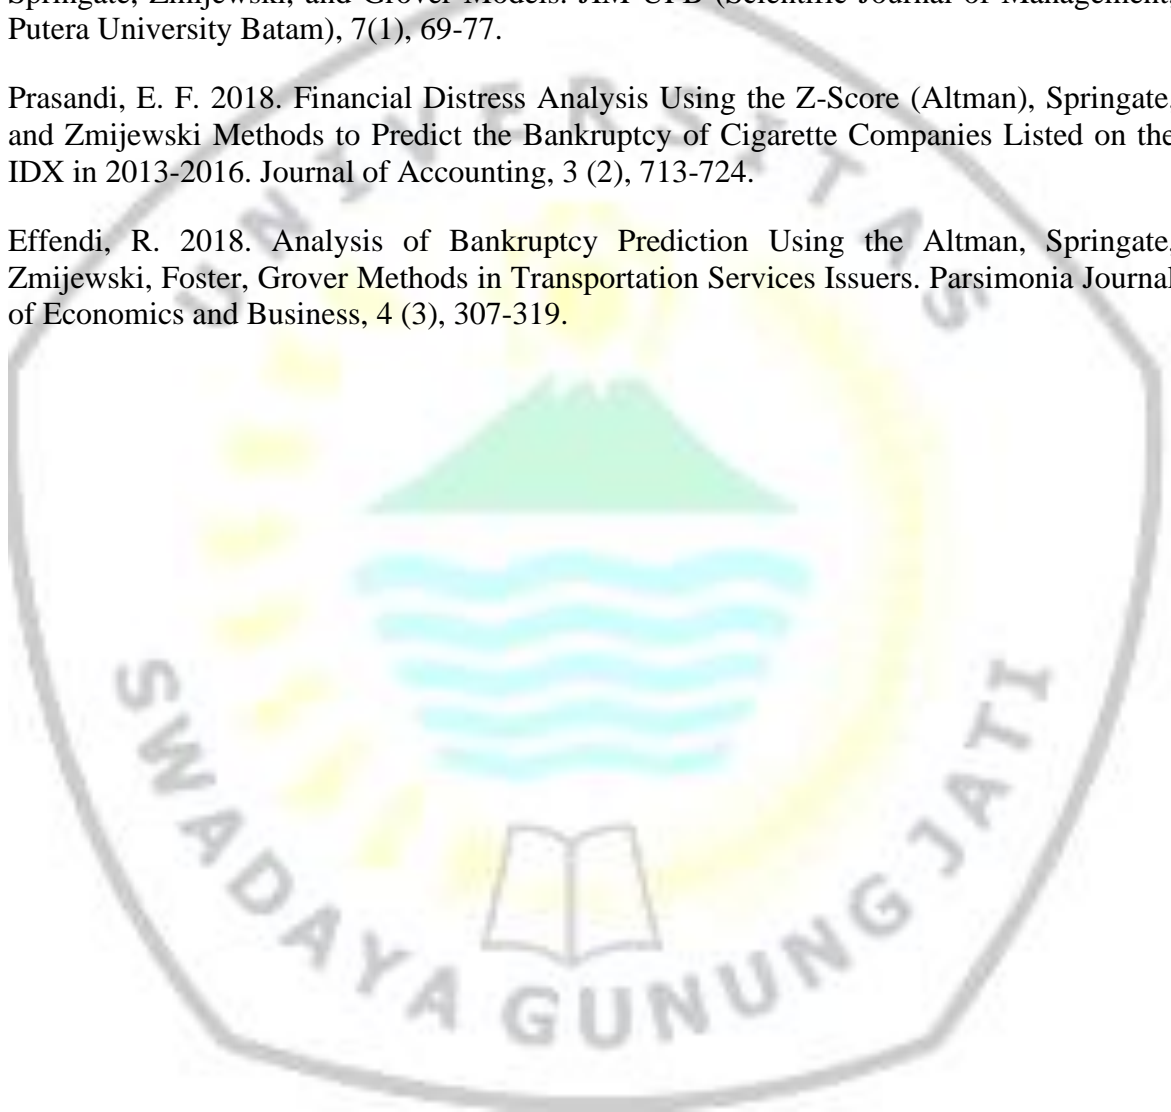 Springate, Zmijewski, and Grover Models. JIM UPB (Scientific Journal of Management,
Putera University Batam), 7(1), 69-77.
Prasandi, E. F. 2018. Financial Distress Analysis Using the Z-Score (Altman), Springate,
and Zmijewski Methods to Predict the Bankruptcy of Cigarette Companies Listed on the
IDX in 2013-2016. Journal of Accounting, 3 (2), 713-724.
Effendi, R. 2018. Analysis of Bankruptcy Prediction Using the Altman, Springate,
Zmijewski, Foster, Grover Methods in Transportation Services Issuers. Parsimonia Journal
of Economics and Business, 4 (3), 307-319.
UNIVERSITAS
SWADAYA GUNUNG JATI